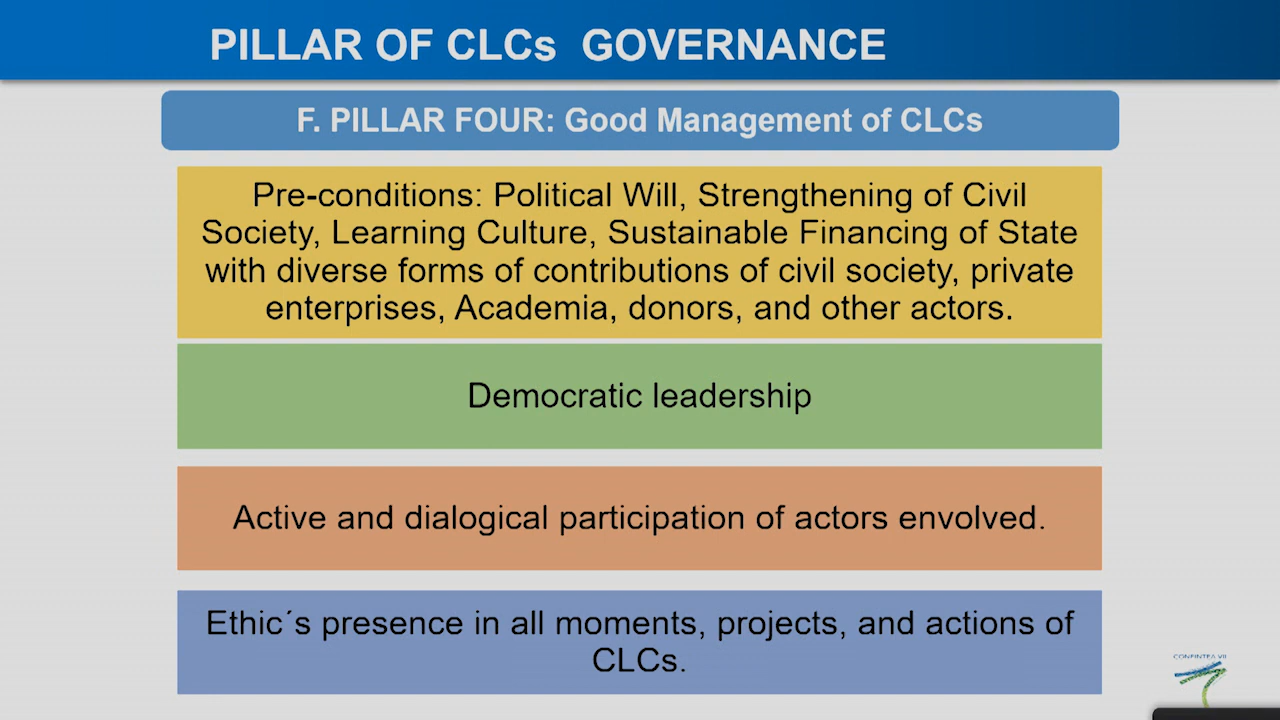 PILLAR OF CLCs  GOVERNANCE
F. PILLAR FOUR: Good Management of CLCs
Pre-conditions: Political Will, Strengthening of Civil
Society, Learning Culture, Sustainable Financing of State
with diverse forms of contributions of civil society, private
enterprises, Academia, donors, and other actors.
Democratic leadership
Active and dialogical participation of actors envolved.
Ethic´s presence in all moments, projects, and actions of
CLCs.
CONFINTEA VII